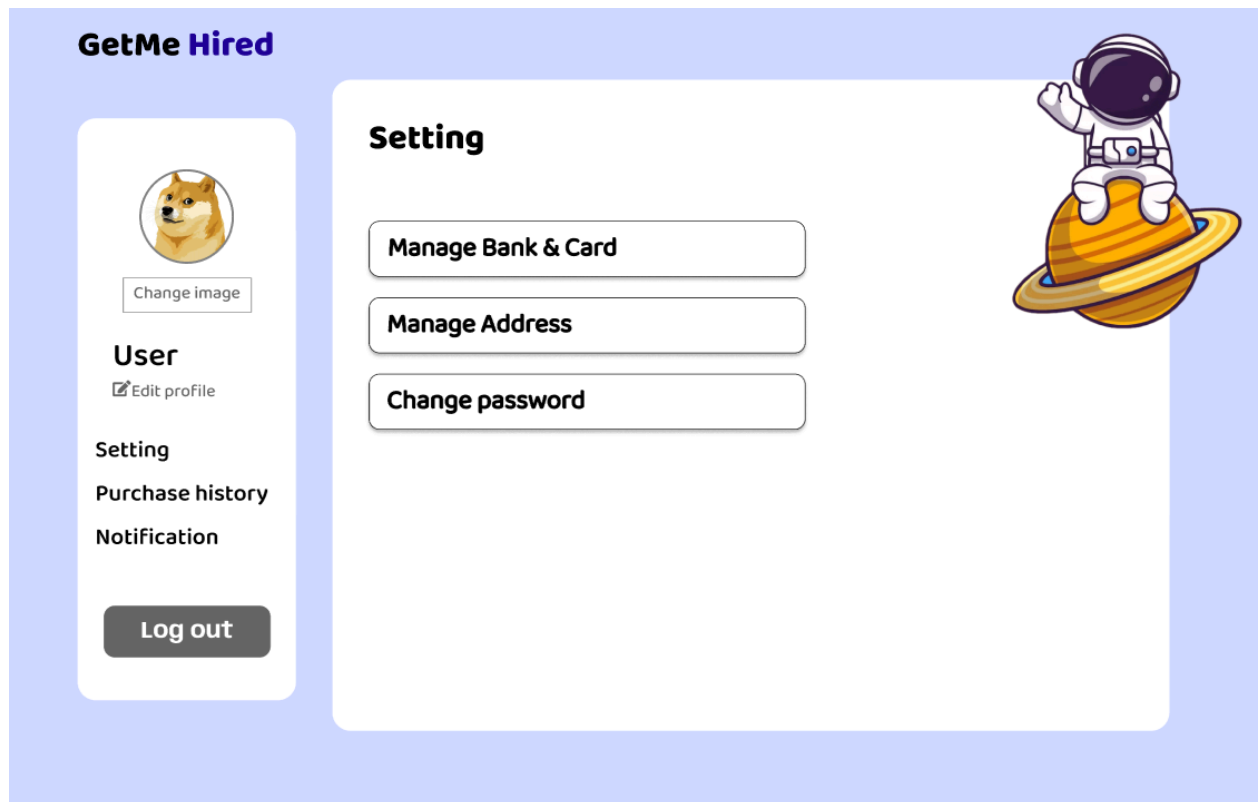 GetMe Hired
Setting
Change image
User
Edit profile
Setting
Purchase history
Notification
Log out
Manage Bank & Card
Manage Address
Change password